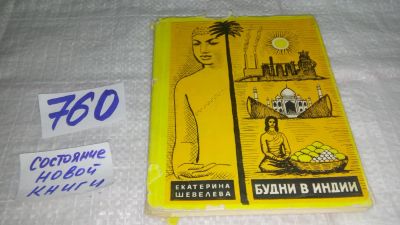 760
СОСТОЯНИЕ
НОВОЙ
КНИГИ
ЕКАТЕРИНА
ШЕВЕЛЕВА
БУДНИ В ИНДИИ